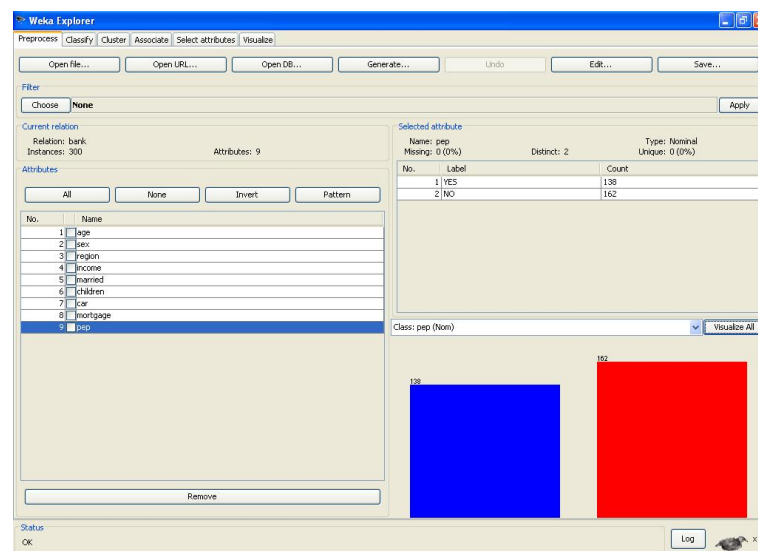 Weka Explorer
Preprocess Classify Cluster Associate Select attributes Visualize
Open file... Open URL... Open DB... Generate... Undo Edit... Save...
Filter
Choose None Apply
Current relation
Relation: bank
Instances: 300 Attributes: 9
Attributes
All None Invert Pattern
No. Name
1 age
2 sex
3 region
4 income
5 married
6 children
7 car
8 mortgage
9 pep
Remove
Selected attribute
Name: pep Type: Nominal
Missing: 0 (0%) Distinct: 2 Unique: 0 (0%)
No. Label Count
1 YES 138
2 NO 162
Class: pep (Nom) Visualize All
138
162
Status
OK
Log x